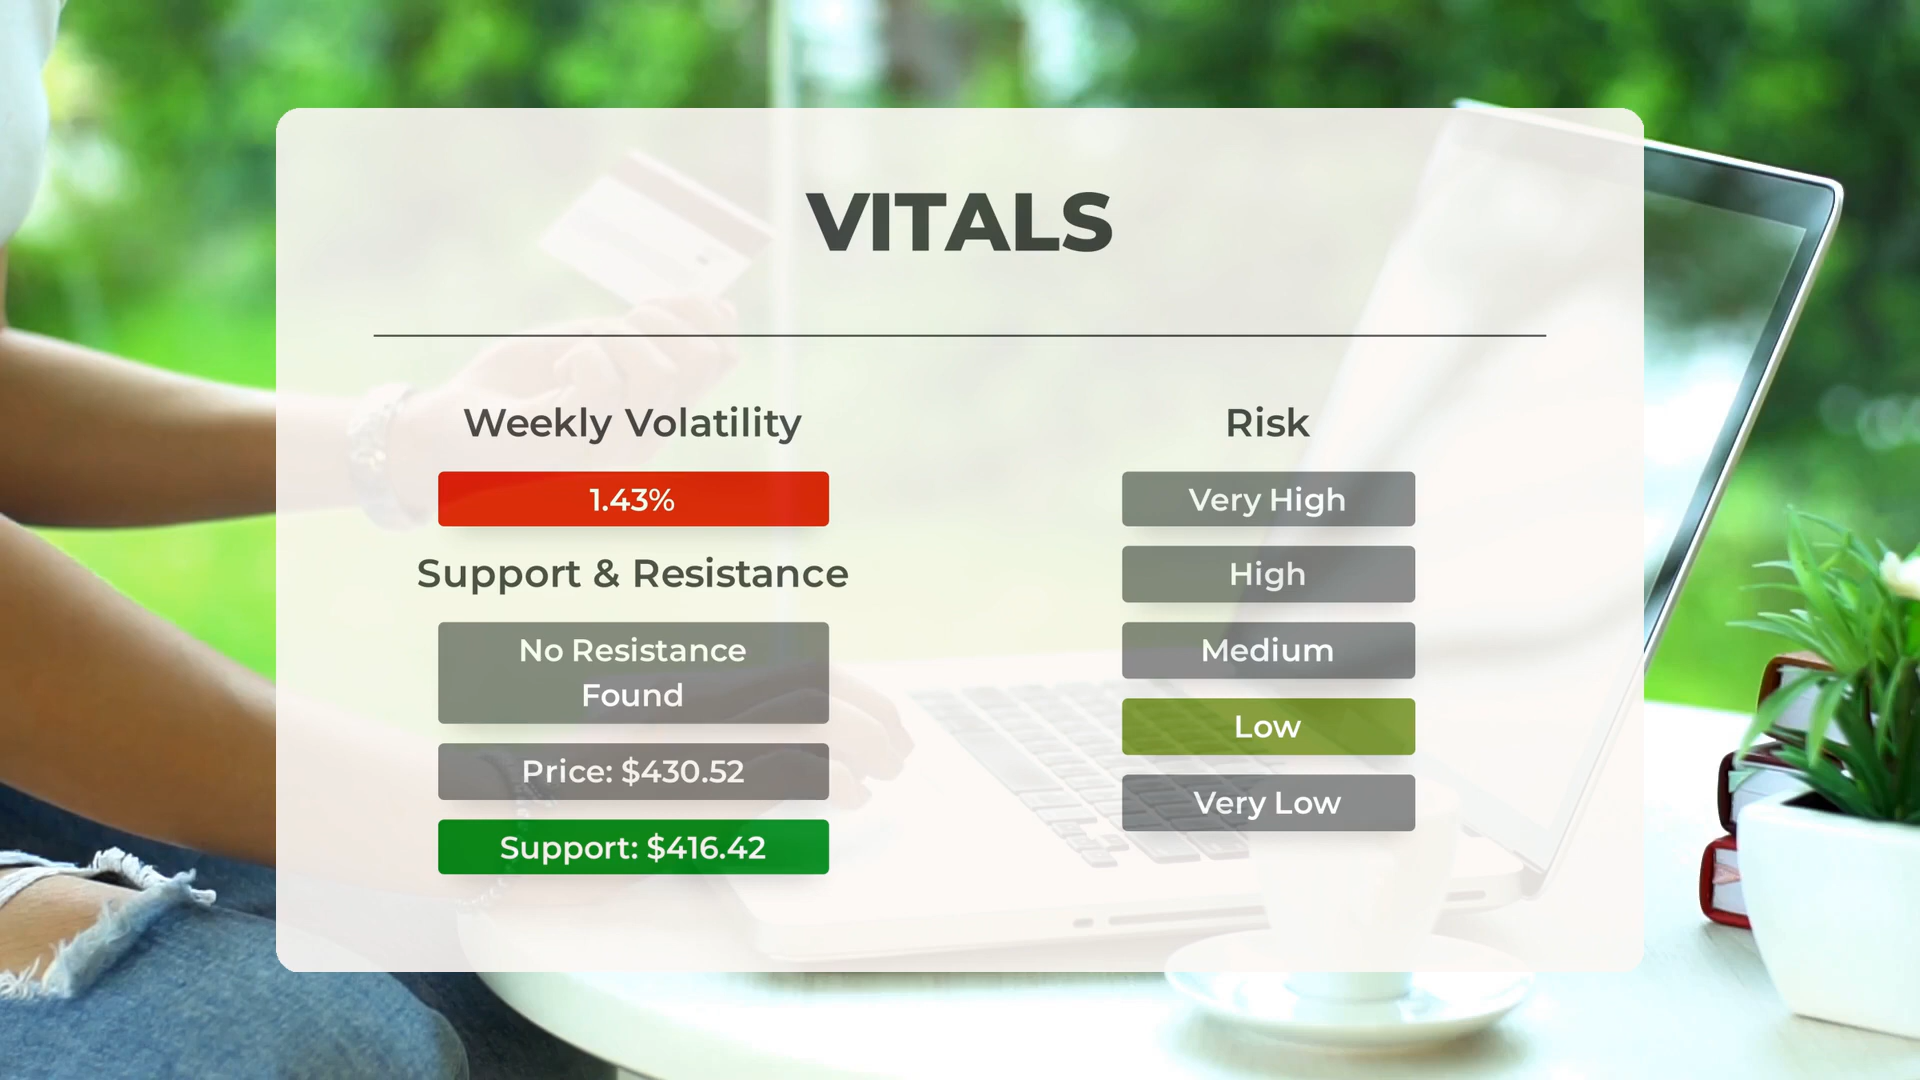 VITALS
Weekly Volatility
1.43%
Support & Resistance
No Resistance
Found
Price: $430.52
Support: $416.42
Risk
Very High
High
Medium
Low
Very Low